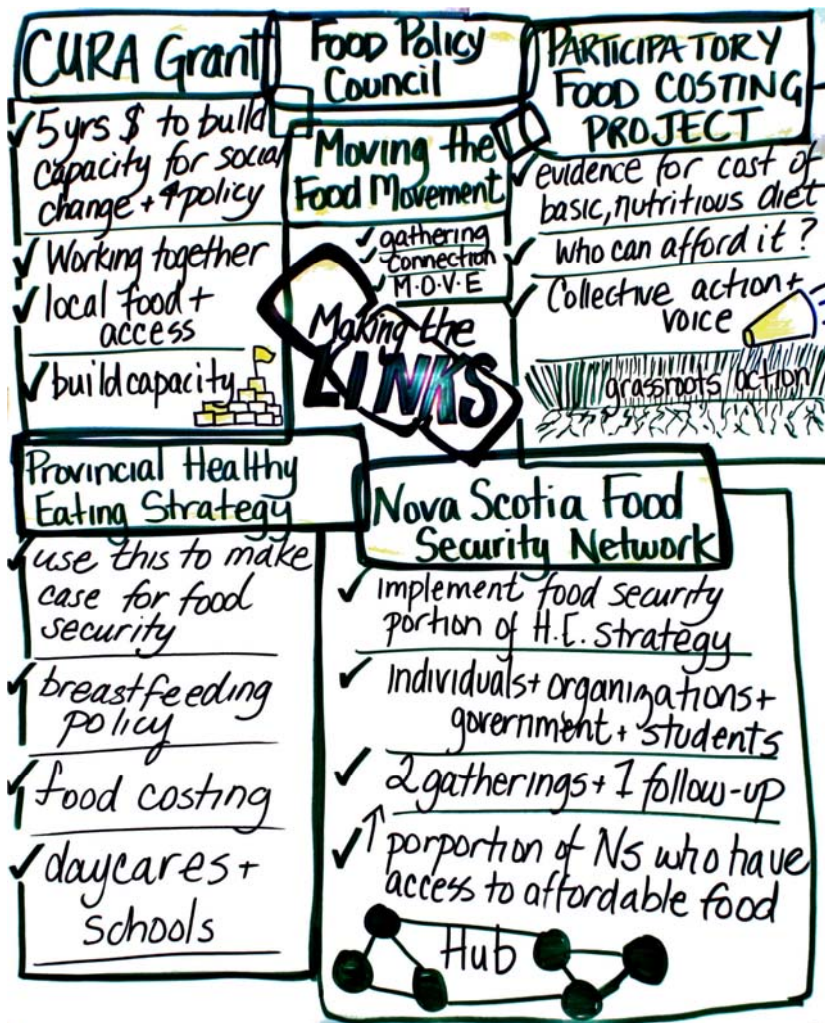 CURA Grant
✓ 5 yrs $ to build
capacity for social
change + ↑ policy
✓ Working together
✓ local food +
access
✓ build capacity
Food Policy
Council
Moving the
Food Movement
✓ gathering
✓ connection
✓ M.O.V.E
Making the
LINKS
PARTICIPATORY
FOOD COSTING
PROJECT
✓ evidence for cost of
basic, nutritious diet
✓ Who can afford it?
✓ Collective action +
voice
grassroots action
Provincial Healthy
Eating Strategy
✓ use this to make
case for food
security
✓ breastfeeding
policy
✓ food costing
✓ daycares +
schools
Nova Scotia Food
Security Network
✓ implement food security
portion of H.E. strategy
✓ Individuals + organizations +
government + students
✓ 2 gatherings + 1 follow-up
✓ ↑ porportion of NS who have
access to affordable food
Hub